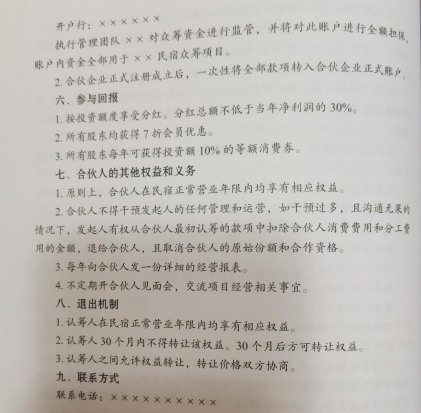 开户行：××××××
执行管理团队××对众筹资金进行监管，并将对此账户进行全额担保，
账户内资金全部用于××民宿众筹项目。
2. 合伙企业正式注册成立后，一次性将全部款项转入合伙企业正式账户。
六、参与回报
1. 按投资额度享受分红。分红总额不低于当年净利润的 30%。
2. 所有股东均获得 7 折会员优惠。
3. 所有股东每年可获得投资额 10% 的等额消费券。
七、合伙人的其他权益和义务
1. 原则上，合伙人在民宿正常营业年限内均享有相应权益。
2. 合伙人不得干预发起人的任何管理和运营，如干预过多，且沟通无果的
情况下，发起人有权从合伙人最初认筹的款项中扣除合伙人消费费用和分工费
用的金额，退给合伙人，且取消合伙人的原始份额和合作资格。
3. 每年向合伙人发一份详细的经营报表。
4. 不定期开合伙人见面会，交流项目经营相关事宜。
八、退出机制
1. 认筹人在民宿正常营业年限内均享有相应权益。
2. 认筹人 30 个月内不得转让该权益。30 个月后方可转让权益。
3. 认筹人之间允许权益转让，转让价格双方协商。
九、联系方式
联系电话：××××××××××